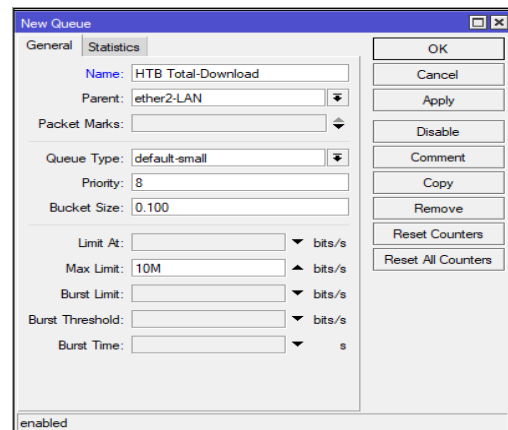 New Queue
General Statistics
Name: HTB Total-Download
Parent: ether2-LAN
Packet Marks:
Queue Type: default-small
Priority: 8
Bucket Size: 0.100
Limit At: bits/s
Max Limit: 10M bits/s
Burst Limit: bits/s
Burst Threshold: bits/s
Burst Time: s
OK
Cancel
Apply
Disable
Comment
Copy
Remove
Reset Counters
Reset All Counters
enabled